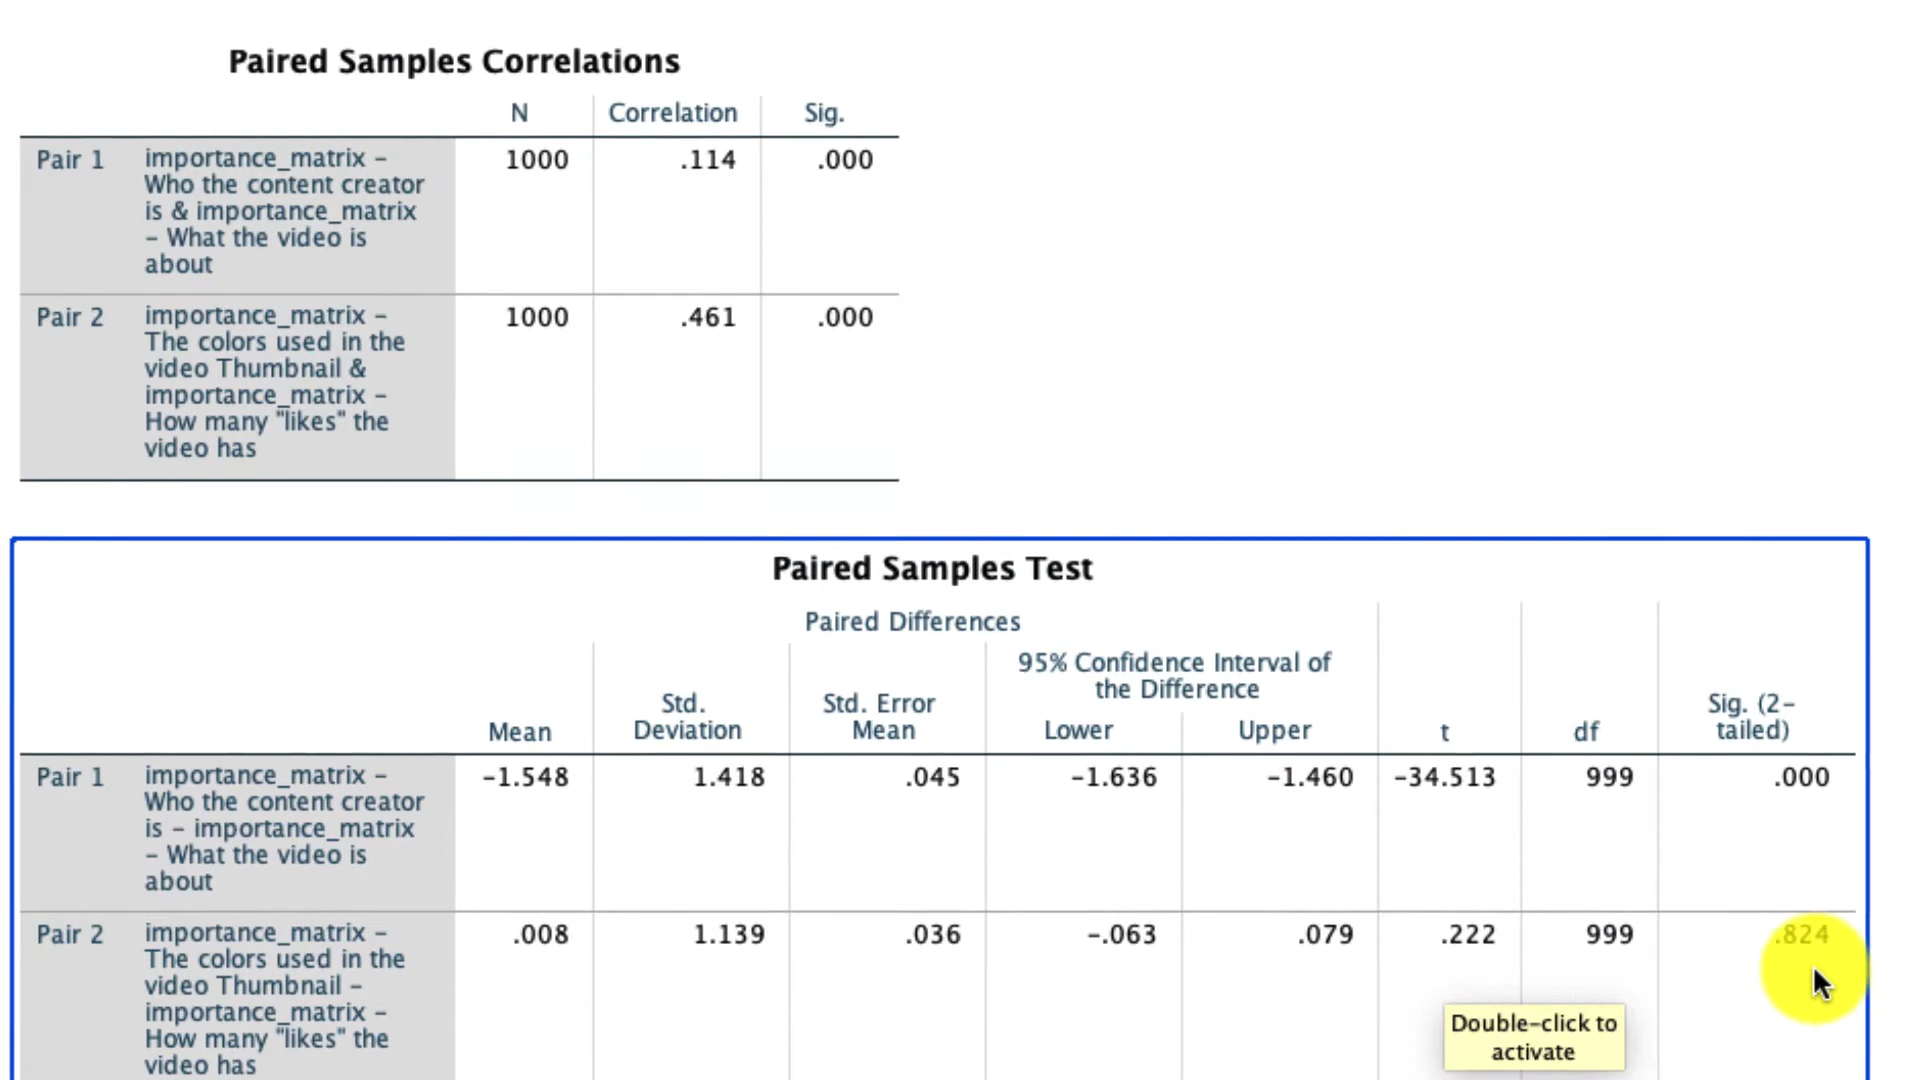 Paired Samples Correlations
N Correlation Sig.
Pair 1 importance_matrix – 1000 .114 .000
Who the content creator
is & importance_matrix
– What the video is
about
Pair 2 importance_matrix – 1000 .461 .000
The colors used in the
video Thumbnail &
importance_matrix –
How many "likes" the
video has
Paired Samples Test
Paired Differences
95% Confidence Interval of
the Difference
Std. Std. Error Sig. (2-
Mean Deviation Mean Lower Upper t df tailed)
Pair 1 importance_matrix – -1.548 1.418 .045 -1.636 -1.460 -34.513 999 .000
Who the content creator
is – importance_matrix
– What the video is
about
Pair 2 importance_matrix – .008 1.139 .036 -.063 .079 .222 999 .824
The colors used in the
video Thumbnail –
importance_matrix –
How many "likes" the
video has
Double-click to
activate